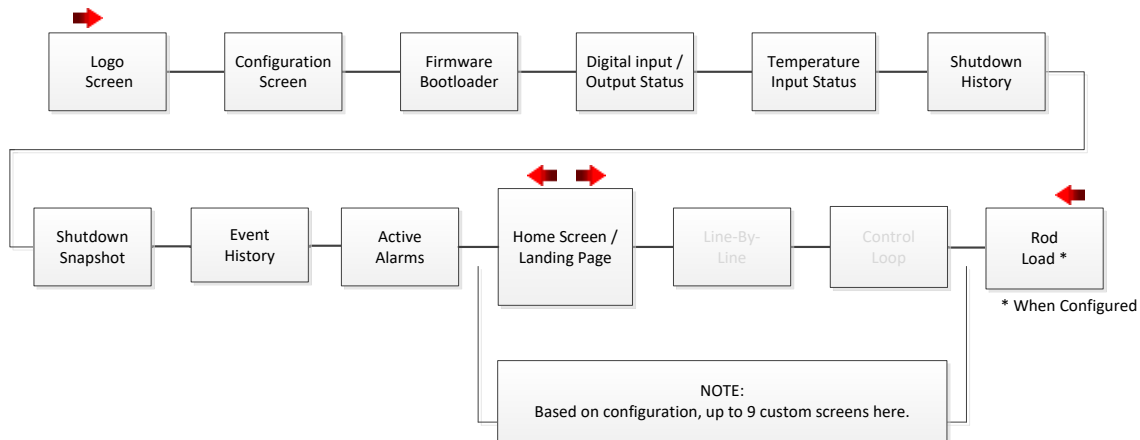 Logo
Screen
Configuration
Screen
Firmware
Bootloader
Digital input /
Output Status
Temperature
Input Status
Shutdown
History
Shutdown
Snapshot
Event
History
Active
Alarms
Home Screen /
Landing Page
Line-By-
Line
Control
Loop
Rod
Load *
* When Configured
NOTE:
Based on configuration, up to 9 custom screens here.